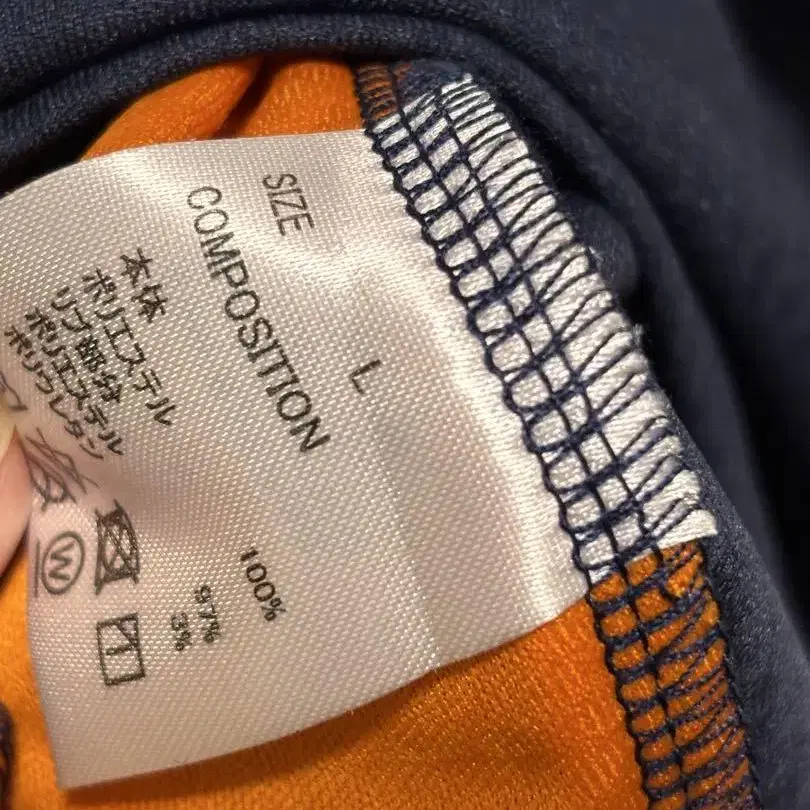 SIZE L
COMPOSITION
本体
ポリエステル 100%
リブ部分
ポリエステル 97%
ポリウレタン 3%
W